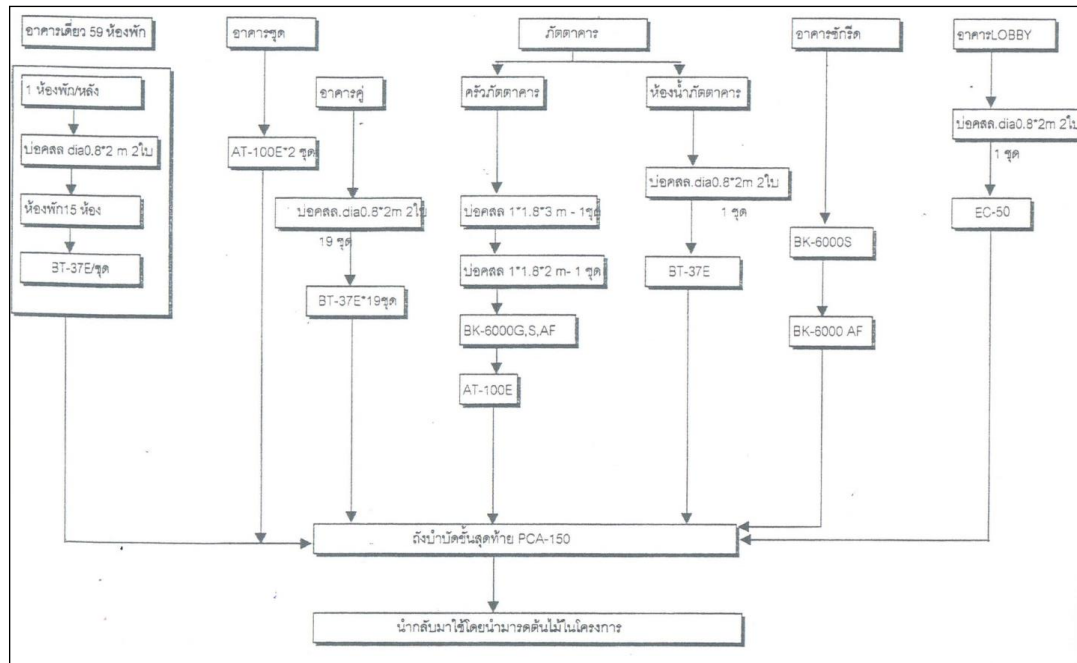 อาคารเดี่ยว 59 ห้องพัก
1 ห้องพัก/หลัง
บ่อคสล dia0.8*2 m 2ใบ
ห้องพัก15 ห้อง
BT-37E/ชุด
อาคารชุด
AT-100E*2 ชุด
อาคารคู่
บ่อคสล.dia0.8*2m 2ใบ
19 ชุด
BT-37E*19ชุด
ภัตตาคาร
ครัวภัตตาคาร
บ่อคสล 1*1.8*3 m - 1ชุด
บ่อคสล 1*1.8*2 m- 1 ชุด
BK-6000G,S,AF
AT-100E
ห้องน้ำภัตตาคาร
บ่อคสล.dia0.8*2m 2ใบ
1 ชุด
BT-37E
อาคารซักรีด
BK-6000S
BK-6000 AF
อาคารLOBBY
บ่อคสล.dia0.8*2m 2ใบ
1 ชุด
EC-50
ถังบำบัดขั้นสุดท้าย PCA-150
นำกลับมาใช้โดยนำมารดต้นไม้ในโครงการ